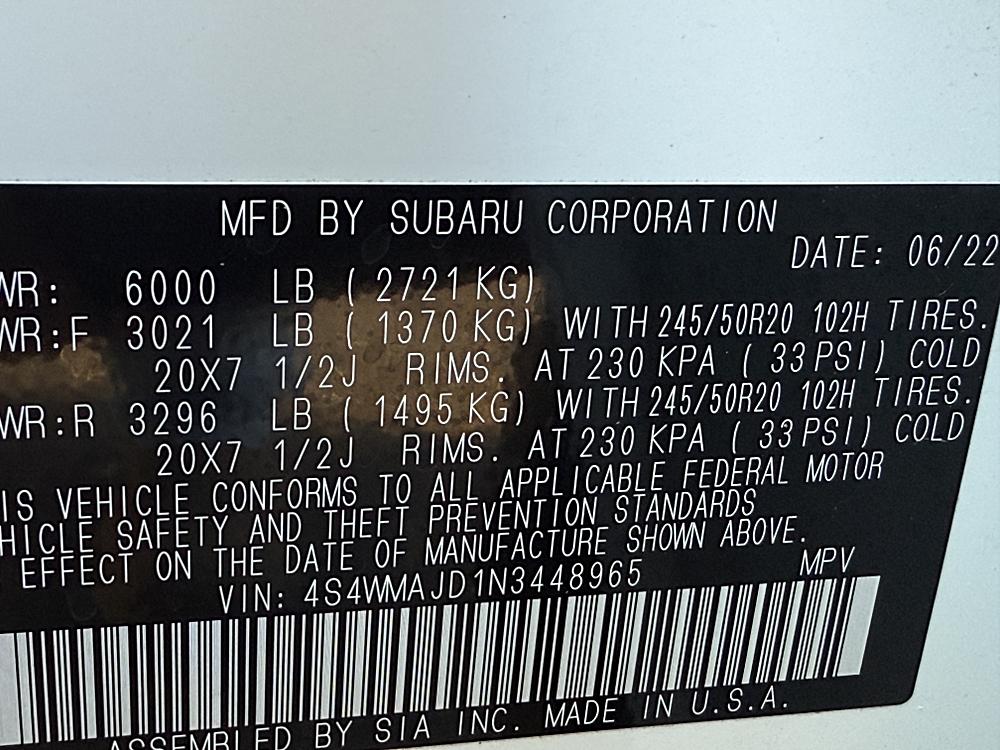 MFD BY SUBARU CORPORATION
DATE: 06/22
WR: 6000 LB ( 2721 KG)
WR:F 3021 LB ( 1370 KG) WITH 245/50R20 102H TIRES.
20X7 1/2J RIMS. AT 230 KPA ( 33 PSI) COLD
WR:R 3296 LB ( 1495 KG) WITH 245/50R20 102H TIRES.
20X7 1/2J RIMS. AT 230 KPA ( 33 PSI) COLD
IS VEHICLE CONFORMS TO ALL APPLICABLE FEDERAL MOTOR
HICLE SAFETY AND THEFT PREVENTION STANDARDS
EFFECT ON THE DATE OF MANUFACTURE SHOWN ABOVE.
VIN: 4S4WMAJD1N3448965 MPV
ASSEMBLED BY SIA INC. MADE IN U.S.A.